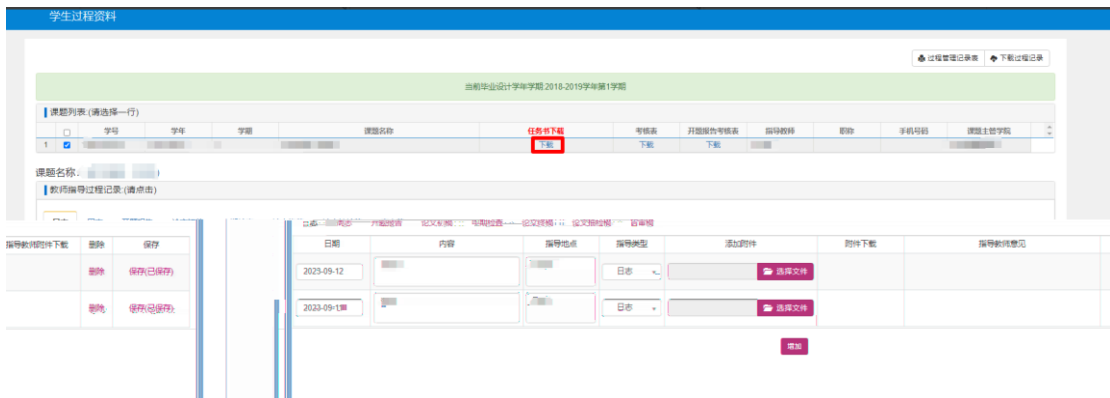 学生过程资料
过程管理记录表 下载过程记录
当前毕业设计学年学期:2018-2019学年第1学期
课题列表:(请选择一行)
学号 学年 学期 课题名称 任务书下载 考核表 开题报告考核表 指导教师 职称 手机号码 课题主管学院
1 下载 下载 下载
课题名称:
教师指导过程记录:(请点击)
指导教师附件下载 删除 保存
删除 保存(已保存)
删除 保存(已保存)
日期 内容 指导地点 指导类型 添加附件 附件下载 指导教师意见
2023-09-12 日志 选择文件
日志 选择文件
增加